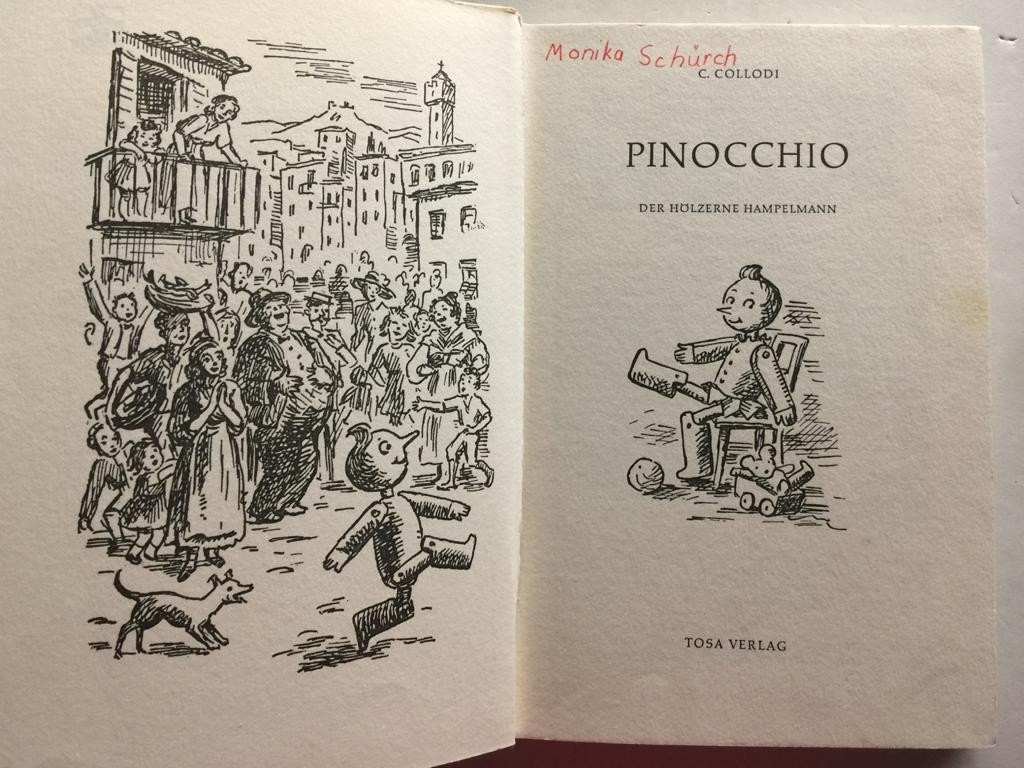 Monika Schürch
C. COLLODI
PINOCCHIO
DER HÖLZERNE HAMPELMANN
TOSA VERLAG